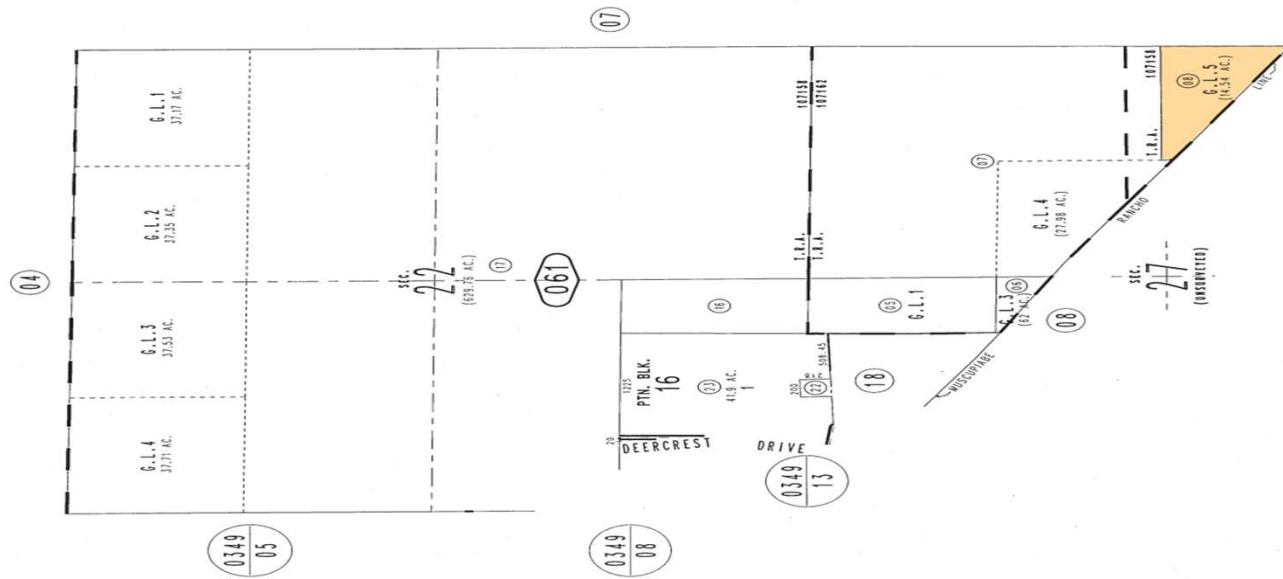 07
04
G.L.4
37.71 AC.
G.L.3
37.53 AC.
G.L.2
37.35 AC.
G.L.1
37.17 AC.
0349
05
SEC.
22
(629.76 AC.)
17
061
0349
08
20
DEERCREST
DRIVE
1225
PTN. BLK.
16
23
41.9 AC.
1
16
200
22
508.45
0349
13
18
T.R.A.
T.R.A.
107158
107162
05
G.L.1
G.L.3
(62 AC.)
06
07
G.L.4
(27.98 AC.)
T.R.A.
107158
08
G.L.5
(14.54 AC.)
MUSCUPIABE
RANCHO
LINE
08
SEC.
27
(UNSURVEYED)